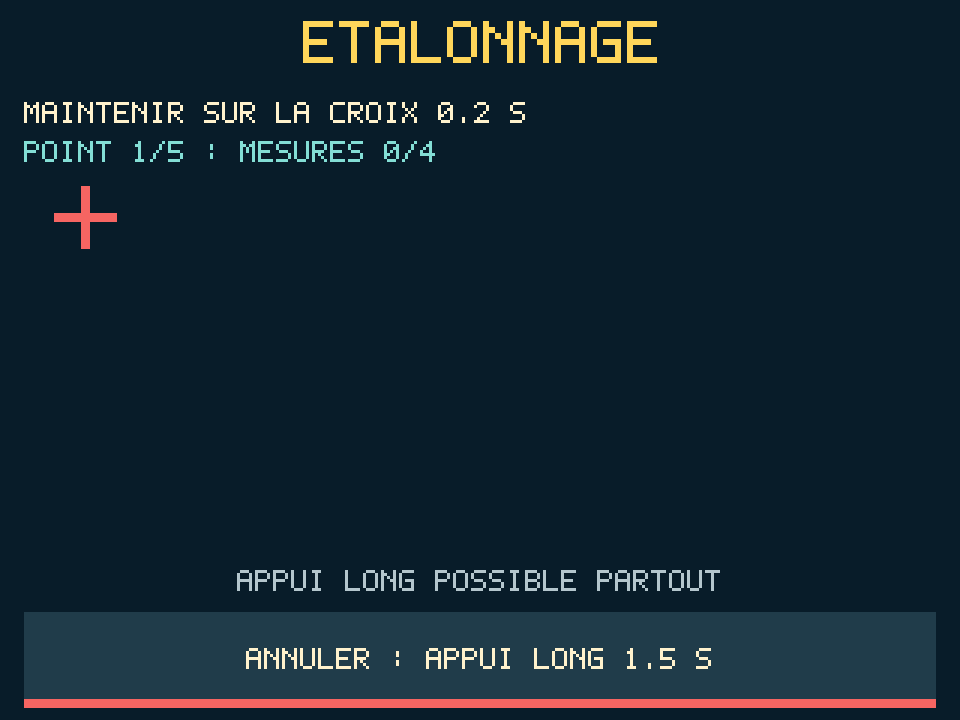 ETALONNAGE
MAINTENIR SUR LA CROIX 0.2 S
POINT 1/5 : MESURES 0/4
APPUI LONG POSSIBLE PARTOUT
ANNULER : APPUI LONG 1.5 S